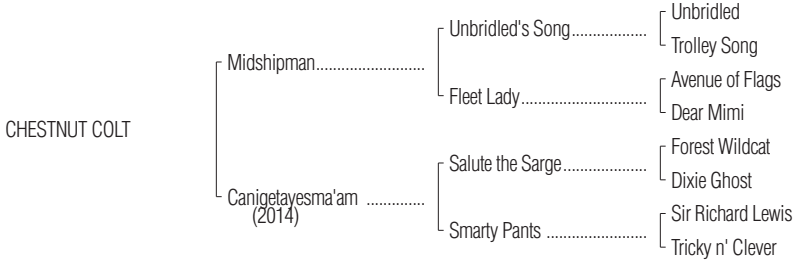 Unbridled
Unbridled's Song...................
Trolley Song
Midshipman..........................
Avenue of Flags
Fleet Lady..............................
Dear Mimi
CHESTNUT COLT
Forest Wildcat
Salute the Sarge....................
Dixie Ghost
Canigetayesma'am ..............
(2014)
Sir Richard Lewis
Smarty Pants ........................
Tricky n' Clever